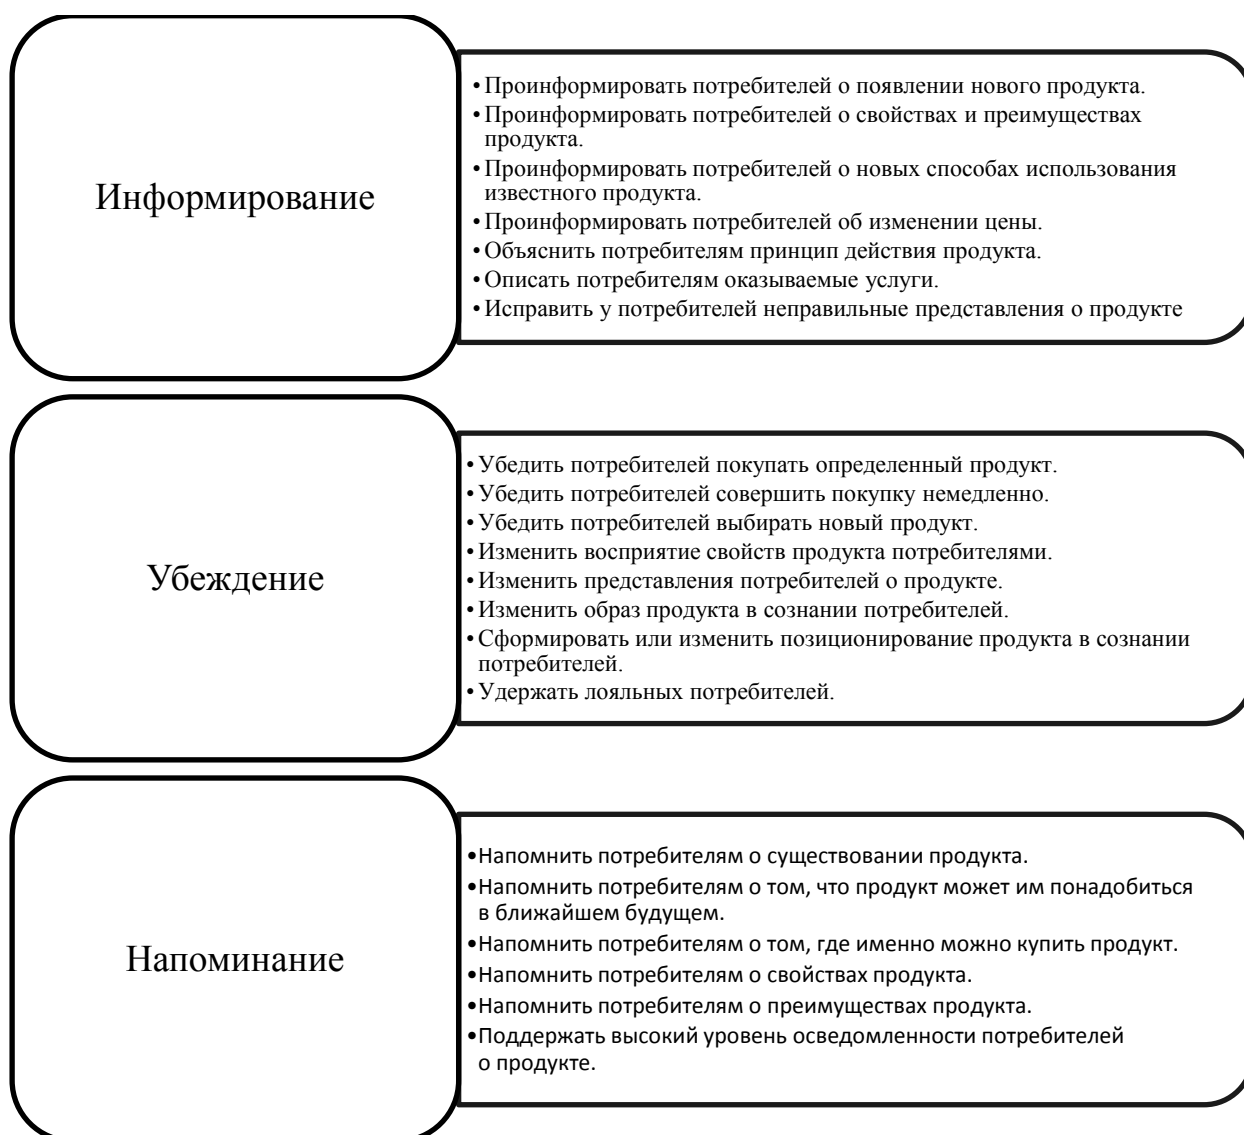 Информирование
•Проинформировать потребителей о появлении нового продукта.
•Проинформировать потребителей о свойствах и преимуществах
продукта.
•Проинформировать потребителей о новых способах использования
известного продукта.
•Проинформировать потребителей об изменении цены.
•Объяснить потребителям принцип действия продукта.
•Описать потребителям оказываемые услуги.
•Исправить у потребителей неправильные представления о продукте
Убеждение
•Убедить потребителей покупать определенный продукт.
•Убедить потребителей совершить покупку немедленно.
•Убедить потребителей выбирать новый продукт.
•Изменить восприятие свойств продукта потребителями.
•Изменить представления потребителей о продукте.
•Изменить образ продукта в сознании потребителей.
•Сформировать или изменить позиционирование продукта в сознании
потребителей.
•Удержать лояльных потребителей.
Напоминание
•Напомнить потребителям о существовании продукта.
•Напомнить потребителям о том, что продукт может им понадобиться
в ближайшем будущем.
•Напомнить потребителям о том, где именно можно купить продукт.
•Напомнить потребителям о свойствах продукта.
•Напомнить потребителям о преимуществах продукта.
•Поддержать высокий уровень осведомленности потребителей
о продукте.